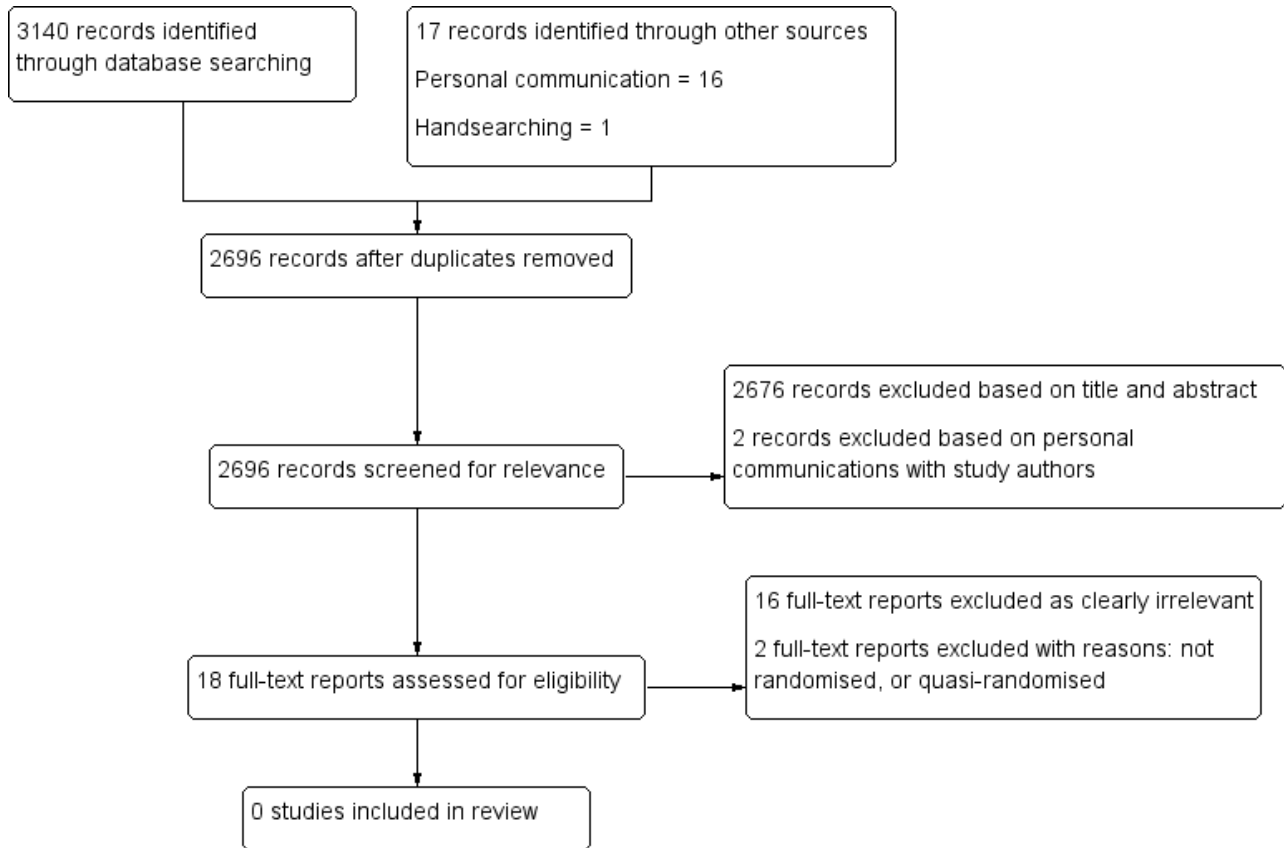 3140 records identified
through database searching
17 records identified through other sources
Personal communication = 16
Handsearching = 1
2696 records after duplicates removed
2676 records excluded based on title and abstract
2 records excluded based on personal
communications with study authors
2696 records screened for relevance
16 full-text reports excluded as clearly irrelevant
2 full-text reports excluded with reasons: not
randomised, or quasi-randomised
18 full-text reports assessed for eligibility
0 studies included in review